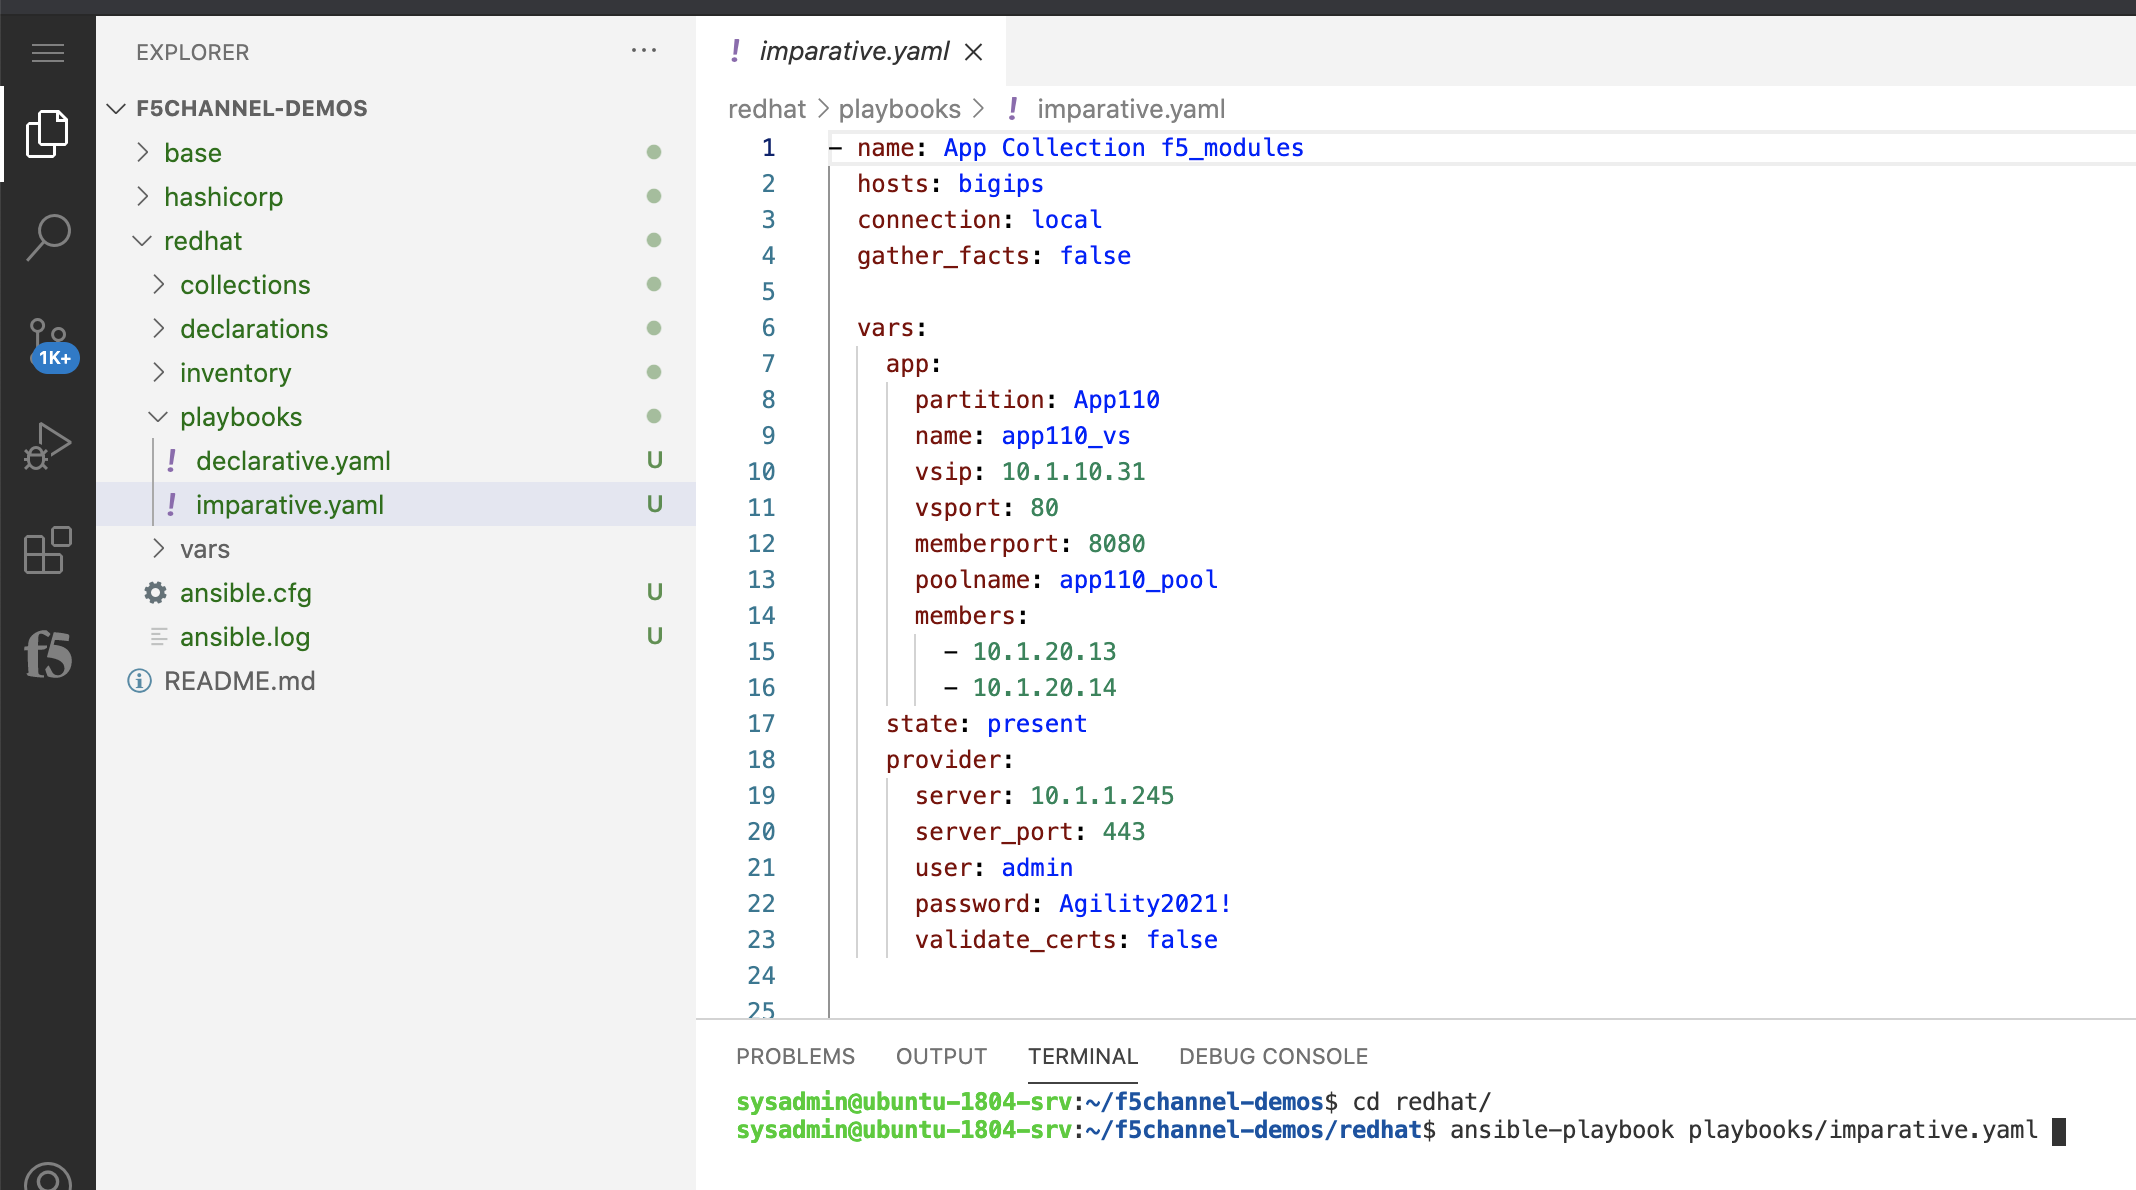 EXPLORER ...
F5CHANNEL-DEMOS
base
hashicorp
redhat
collections
declarations
inventory
playbooks
! declarative.yaml U
! imparative.yaml U
vars
ansible.cfg U
ansible.log U
README.md
1K+
f5
! imparative.yaml
redhat > playbooks > ! imparative.yaml
1 - name: App Collection f5_modules
2 hosts: bigips
3 connection: local
4 gather_facts: false
5
6 vars:
7 app:
8 partition: App110
9 name: app110_vs
10 vsip: 10.1.10.31
11 vsport: 80
12 memberport: 8080
13 poolname: app110_pool
14 members:
15 - 10.1.20.13
16 - 10.1.20.14
17 state: present
18 provider:
19 server: 10.1.1.245
20 server_port: 443
21 user: admin
22 password: Agility2021!
23 validate_certs: false
24
25
PROBLEMS OUTPUT TERMINAL DEBUG CONSOLE
sysadmin@ubuntu-1804-srv:~/f5channel-demos$ cd redhat/
sysadmin@ubuntu-1804-srv:~/f5channel-demos/redhat$ ansible-playbook playbooks/imparative.yaml